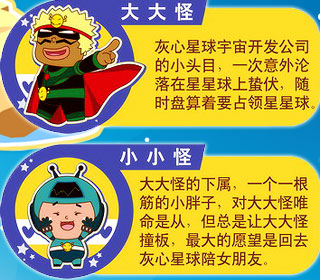 大大怪
灰心星球宇宙开发公司
的小头目，一次意外沦
落在星星球上蛰伏，随
时盘算着要占领星星球。
小小怪
大大怪的下属，一个一根
筋的小胖子，对大大怪唯
命是从，但总是让大大怪
撞板，最大的愿望是回去
灰心星球陪女朋友。